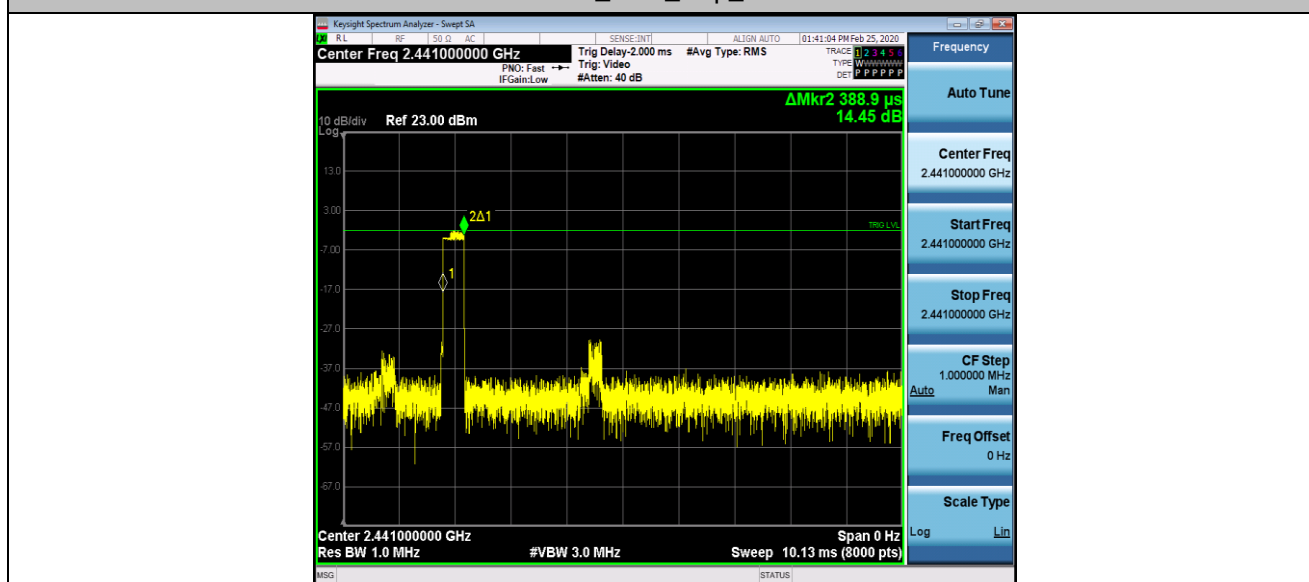 Keysight Spectrum Analyzer - Swept SA
RL RF 50 Ω AC SENSE:INT ALIGN AUTO 01:41:04 PM Feb 25, 2020
Center Freq 2.441000000 GHz
PNO: Fast
IFGain:Low
Trig Delay-2.000 ms
Trig: Video
#Atten: 40 dB
#Avg Type: RMS
TRACE 1 2 3 4 5 6
TYPE WWWWWW
DET P P P P P P
ΔMkr2 388.9 µs
14.45 dB
10 dB/div Ref 23.00 dBm
Log
13.0
3.00
-7.00
-17.0
-27.0
-37.0
-47.0
-57.0
-67.0
2Δ1
1
TRIG LVL
Center 2.441000000 GHz Span 0 Hz
Res BW 1.0 MHz #VBW 3.0 MHz Sweep 10.13 ms (8000 pts)
MSG STATUS
Frequency
Auto Tune
Center Freq
2.441000000 GHz
Start Freq
2.441000000 GHz
Stop Freq
2.441000000 GHz
CF Step
1.000000 MHz
Auto Man
Freq Offset
0 Hz
Scale Type
Log Lin